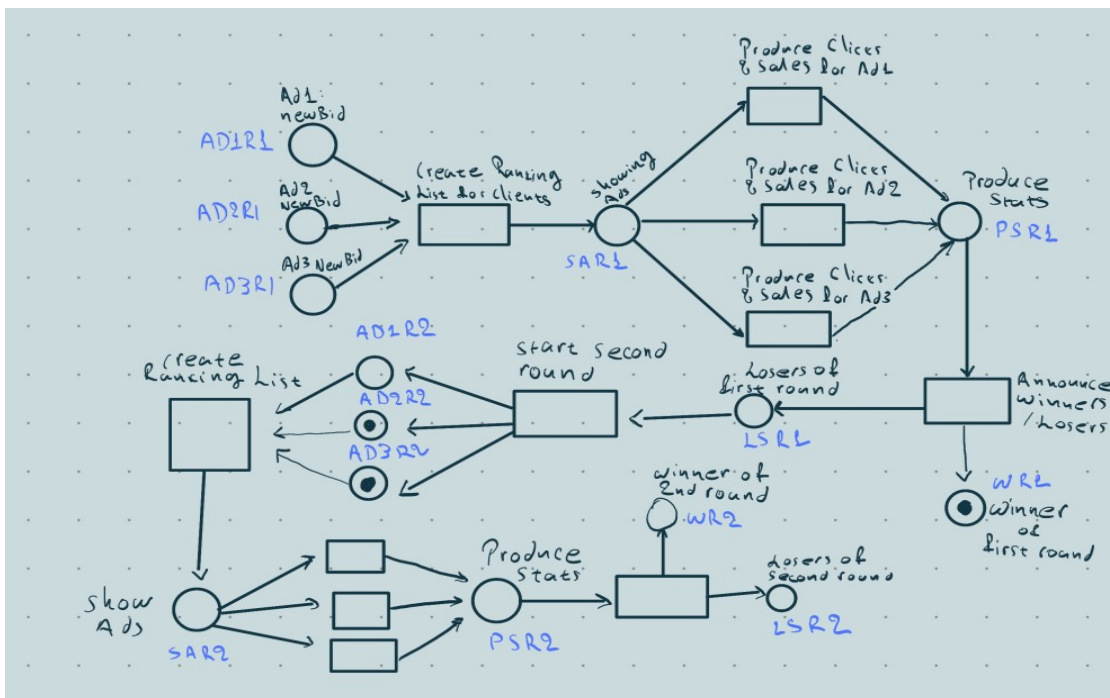 Produce Clics
& sales for Ad1
Ad1:
newBid
AD1R1
Create Ranking
List for clients
Showing
Ads
Produce Clics
& sales for Ad2
Produce
Stats
PSR1
Ad2
NewBid
AD2R1
SAR1
Ad3 NewBid
AD3R1
Produce Clics
& sales for Ad3
AD1R2
Start Second
round
Create
Ranking List
AD2R2
Losers of
first round
LSR1
Announce
winners
/Losers
AD3R2
winner of
2nd round
WR2
WR1
winner
of
first round
Produce
Stats
PSR2
Losers of
second round
LSR2
Show
Ads
SAR2